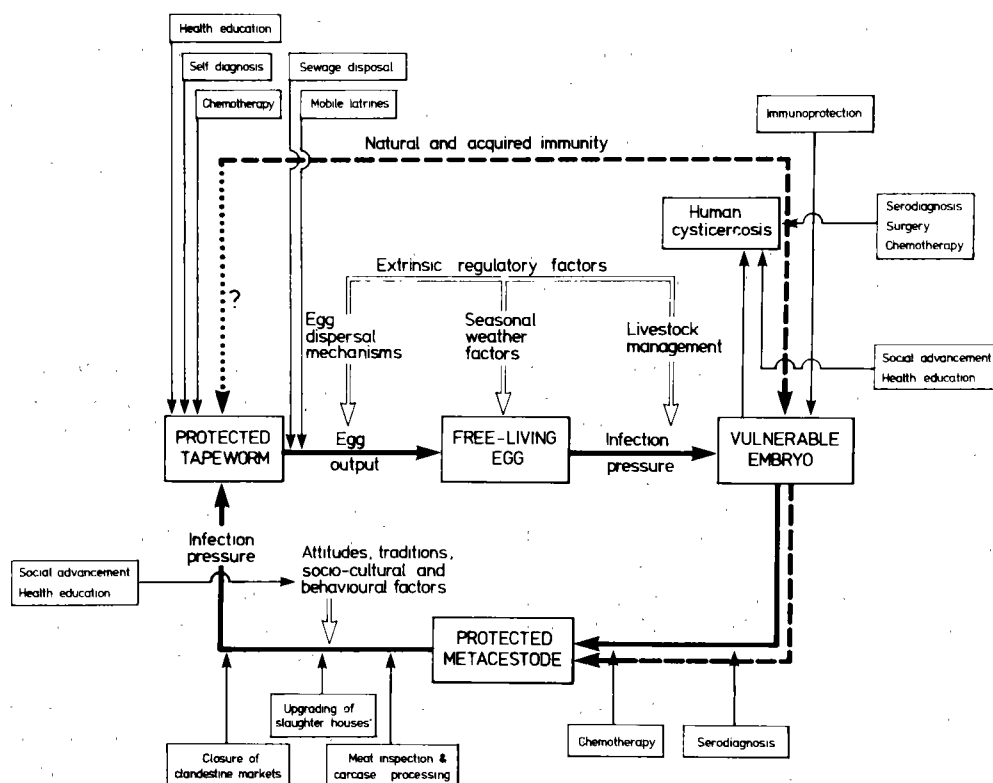 Health education
Self diagnosis
Chemotherapy
Sewage disposal
Mobile latrines
Immunoprotection
Natural and acquired immunity
Human
cysticercosis
Serodiagnosis
Surgery
Chemotherapy
Extrinsic regulatory factors
?
Egg
dispersal
mechanisms
Seasonal
weather
factors
Livestock
management
Social advancement
Health education
PROTECTED
TAPEWORM
Egg
output
FREE-LIVING
EGG
Infection
pressure
VULNERABLE
EMBRYO
Infection
pressure
Attitudes, traditions,
socio-cultural and
behavioural factors
Social advancement
Health education
PROTECTED
METACESTODE
Upgrading of
slaughter houses'
Chemotherapy
Serodiagnosis
Closure of
clandestine markets
Meat inspection &
carcase processing